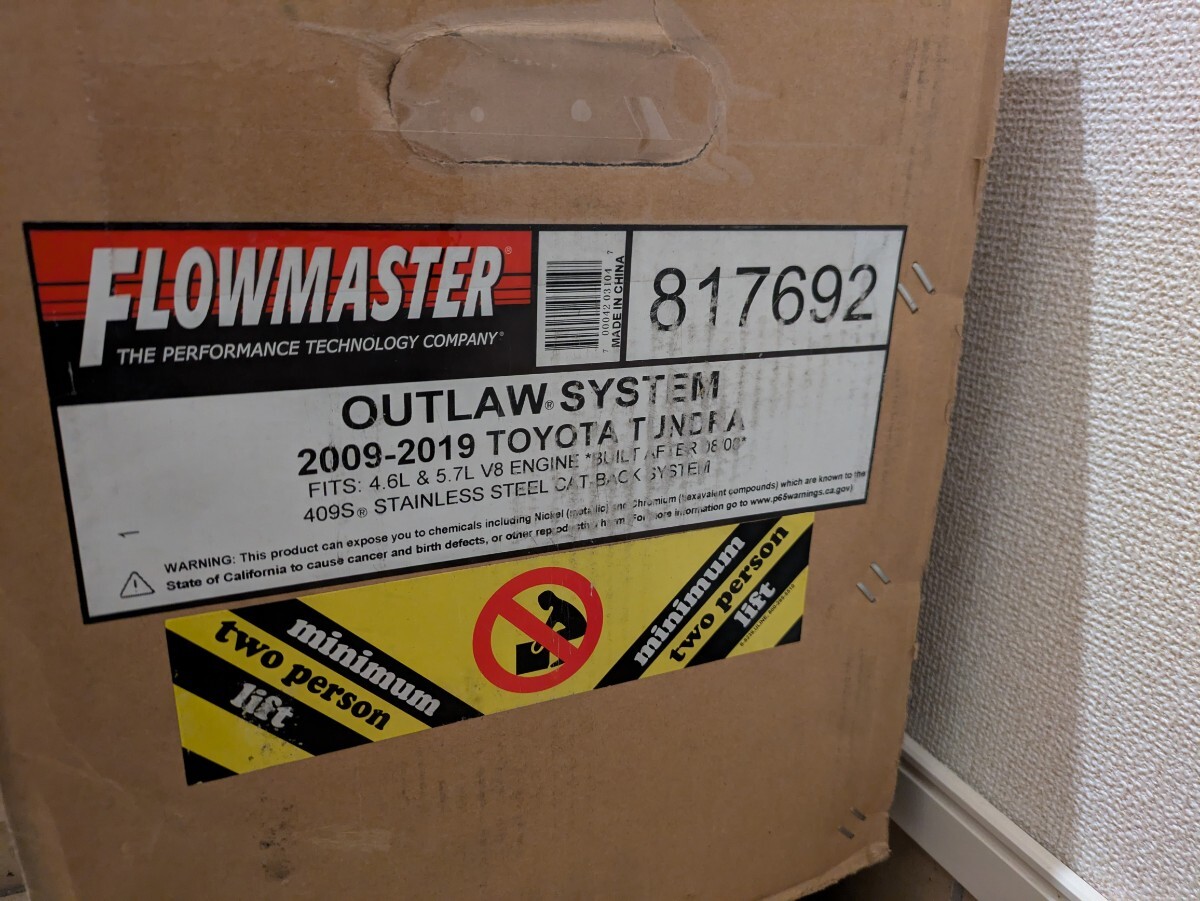 FLOWMASTER®
THE PERFORMANCE TECHNOLOGY COMPANY®
7 00042 03104 7
MADE IN CHINA
817692
OUTLAW® SYSTEM
2009-2019 TOYOTA TUNDRA
FITS: 4.6L & 5.7L V8 ENGINE *BUILT AFTER 08/08*
409S® STAINLESS STEEL CAT-BACK SYSTEM
WARNING: This product can expose you to chemicals including Nickel (metallic) and Chromium (hexavalent compounds) which are known to the
State of California to cause cancer and birth defects, or other reproductive harm. (For more information go to www.p65warnings.ca.gov)
minimum
two person
lift
minimum
two person
lift